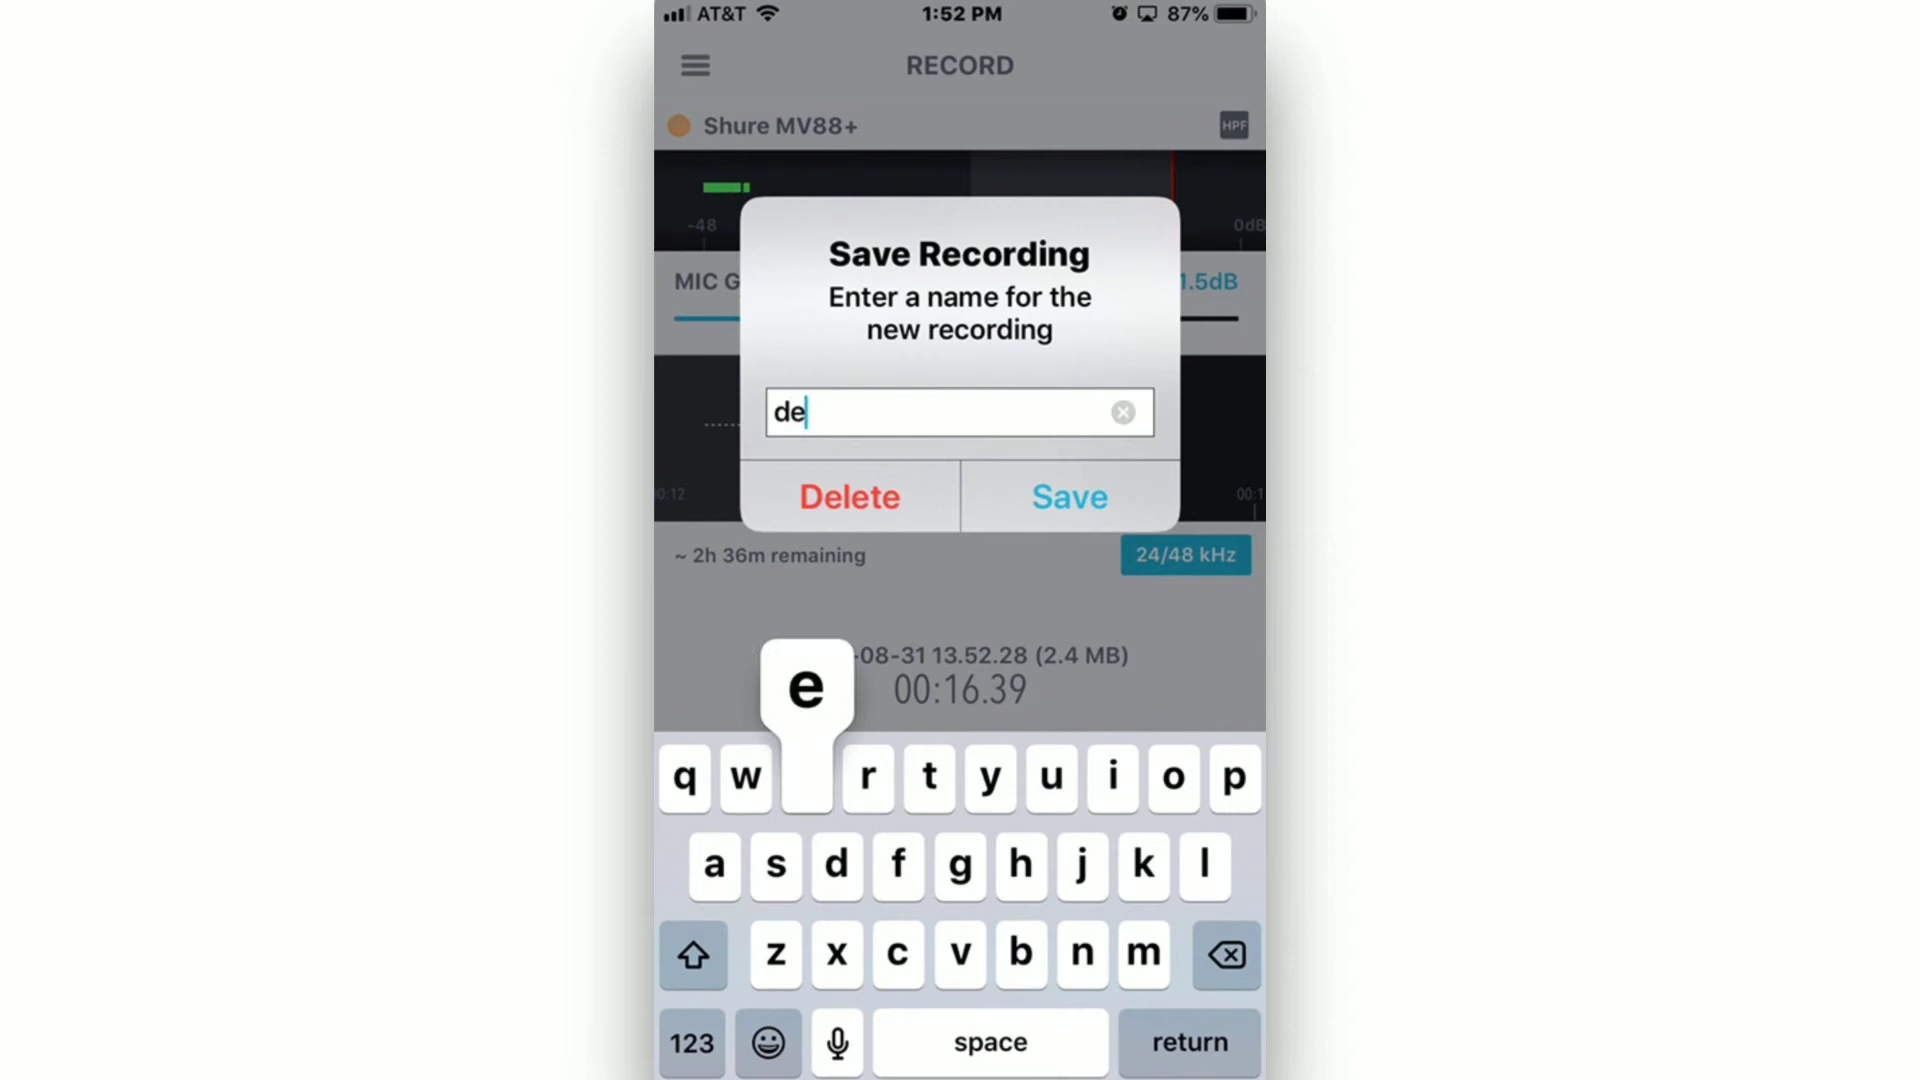 AT&T 1:52 PM 87%
RECORD
Shure MV88+ HPF
-48 0dB
Save Recording
Enter a name for the
new recording
MIC G 1.5dB
de
Delete Save
0:12 00:1
~ 2h 36m remaining 24/48 kHz
-08-31 13.52.28 (2.4 MB)
00:16.39
e
q w r t y u i o p
a s d f g h j k l
z x c v b n m
123 space return